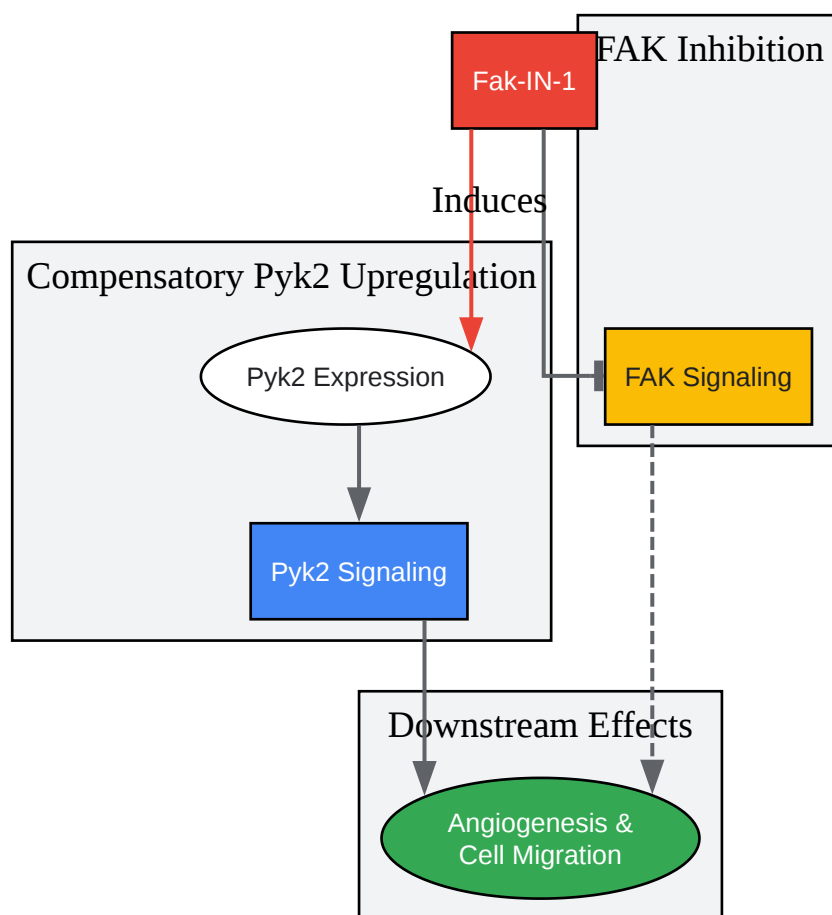 FAK Inhibition
Fak-IN-1
Induces
Compensatory Pyk2 Upregulation
Pyk2 Expression
FAK Signaling
Pyk2 Signaling
Downstream Effects
Angiogenesis &
Cell Migration